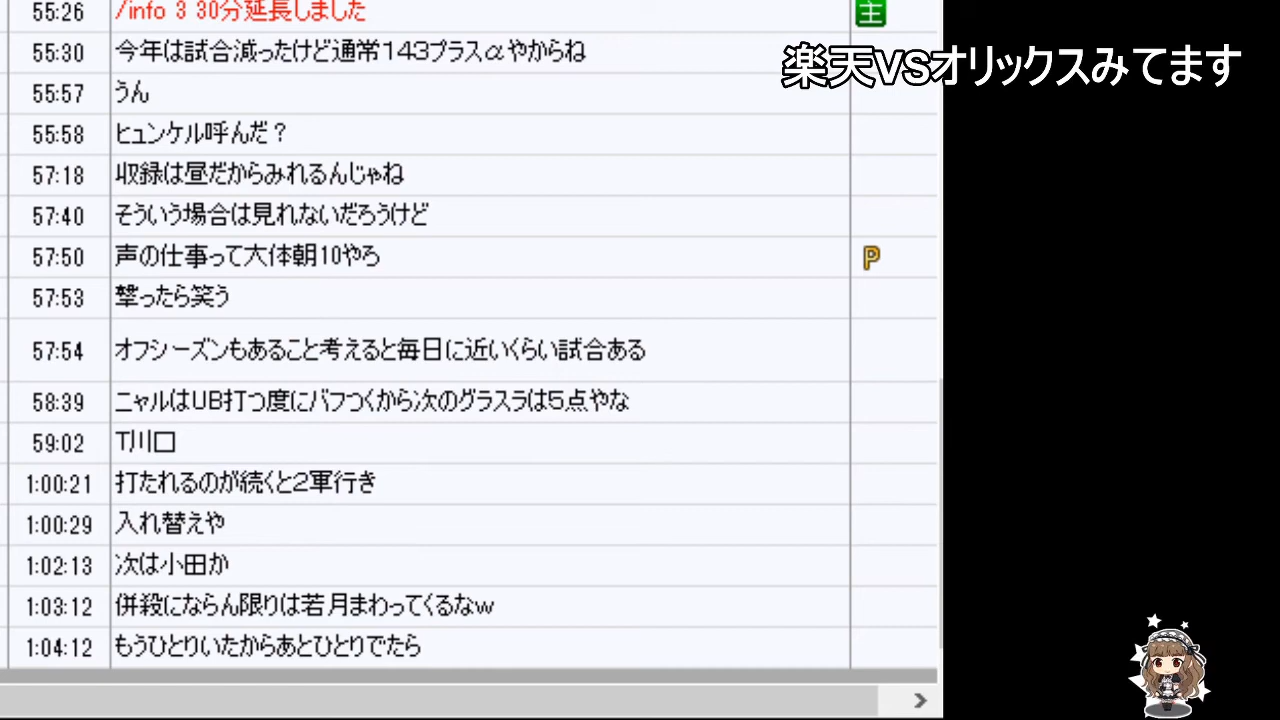 55:26 /info 3 30分延長しました 主
55:30 今年は試合減ったけど通常143プラスαやからね
楽天VSオリックスみてます
55:57 うん
55:58 ヒュンケル呼んだ？
57:18 収録は昼だからみれるんじゃね
57:40 そういう場合は見れないだろうけど
57:50 声の仕事って大体朝10やろ P
57:53 撃ったら笑う
57:54 オフシーズンもあること考えると毎日に近いくらい試合ある
58:39 ニャルはUB打つ度にバフつくから次のグラスラは5点やな
59:02 T川口
1:00:21 打たれるのが続くと2軍行き
1:00:29 入れ替えや
1:02:13 次は小田か
1:03:12 併殺にならん限りは若月まわってくるなw
1:04:12 もうひとりいたからあとひとりでたら